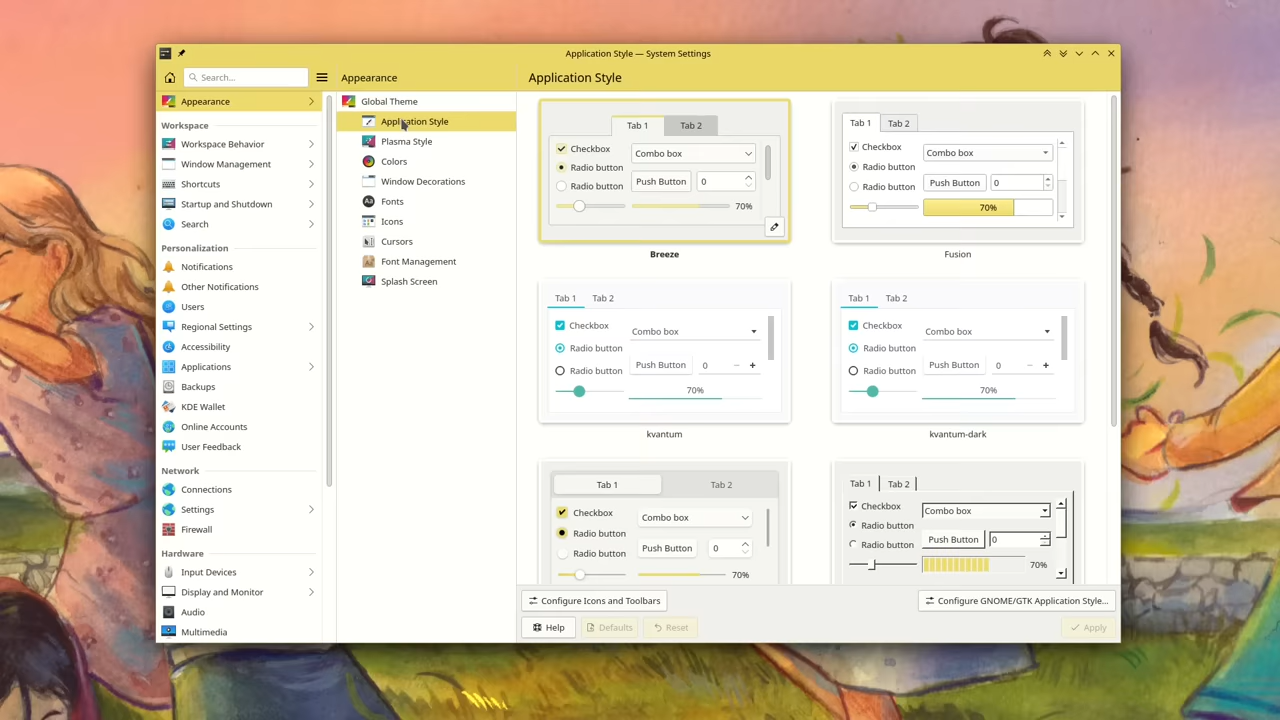 Application Style — System Settings
Search...
Appearance
Application Style
Appearance
Workspace
Workspace Behavior
Window Management
Shortcuts
Startup and Shutdown
Search
Personalization
Notifications
Other Notifications
Users
Regional Settings
Accessibility
Applications
Backups
KDE Wallet
Online Accounts
User Feedback
Network
Connections
Settings
Firewall
Hardware
Input Devices
Display and Monitor
Audio
Multimedia
Global Theme
Application Style
Plasma Style
Colors
Window Decorations
Fonts
Icons
Cursors
Font Management
Splash Screen
Tab 1 Tab 2
Checkbox Combo box
Radio button
Push Button 0
Radio button
70%
Breeze
Tab 1 Tab 2
Checkbox Combo box
Radio button
Push Button 0
Radio button
70%
Fusion
Tab 1 Tab 2
Checkbox Combo box
Radio button
Push Button 0
Radio button
70%
kvantum
Tab 1 Tab 2
Checkbox Combo box
Radio button
Push Button 0
Radio button
70%
kvantum-dark
Tab 1 Tab 2
Checkbox Combo box
Radio button
Push Button 0
Radio button
70%
Tab 1 Tab 2
Checkbox Combo box
Radio button
Push Button 0
Radio button
70%
Configure Icons and Toolbars
Configure GNOME/GTK Application Style...
Help
Defaults
Reset
Apply